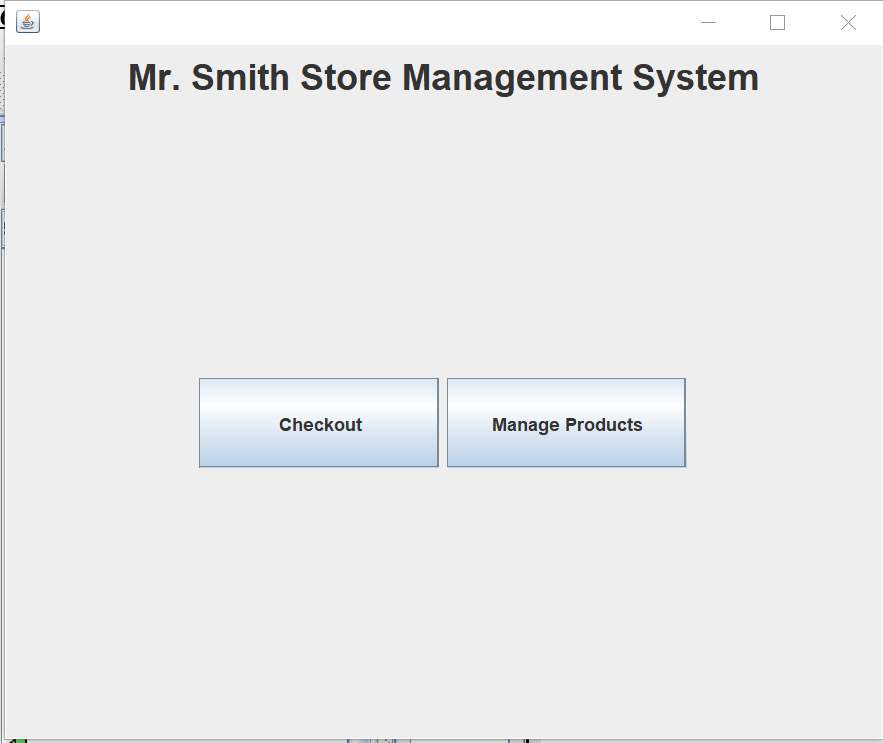 Mr. Smith Store Management System
Checkout
Manage Products